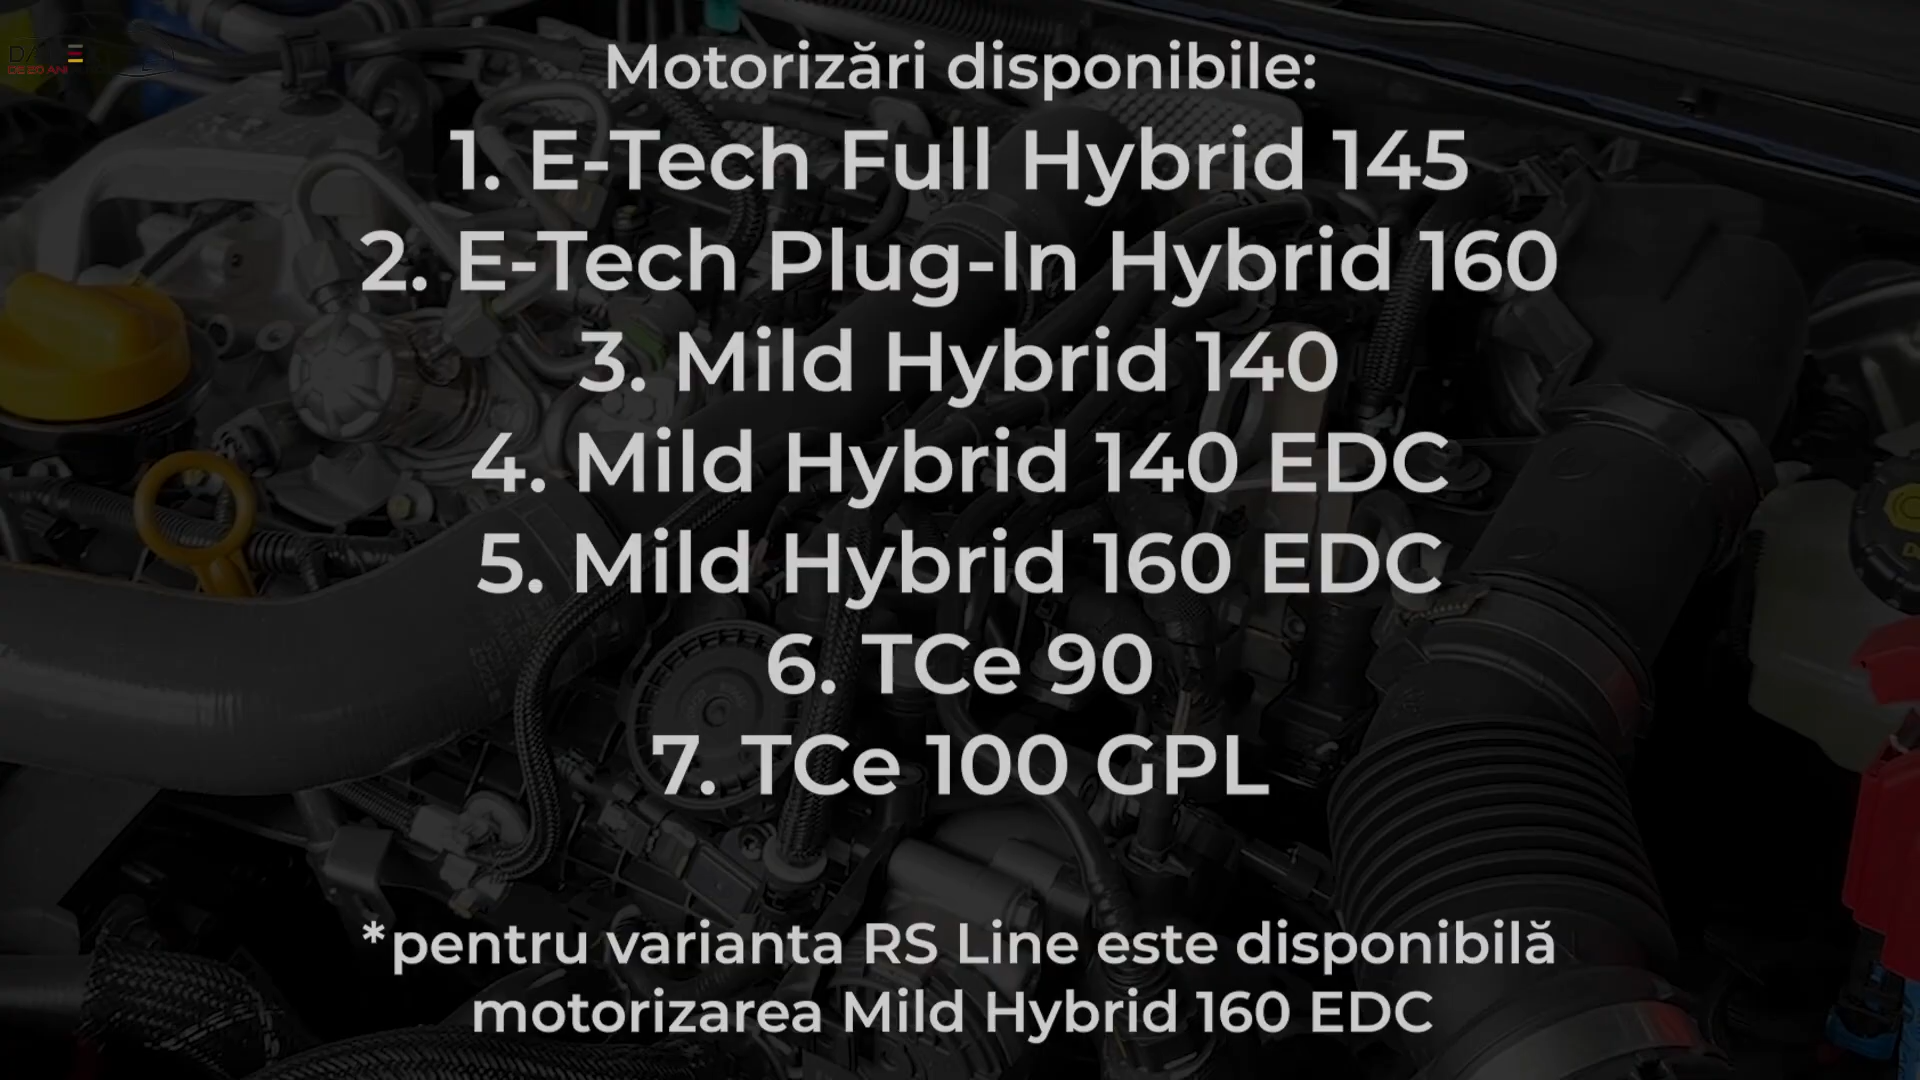 Motorizări disponibile:
1. E-Tech Full Hybrid 145
2. E-Tech Plug-In Hybrid 160
3. Mild Hybrid 140
4. Mild Hybrid 140 EDC
5. Mild Hybrid 160 EDC
6. TCe 90
7. TCe 100 GPL
*pentru varianta RS Line este disponibilă
motorizarea Mild Hybrid 160 EDC